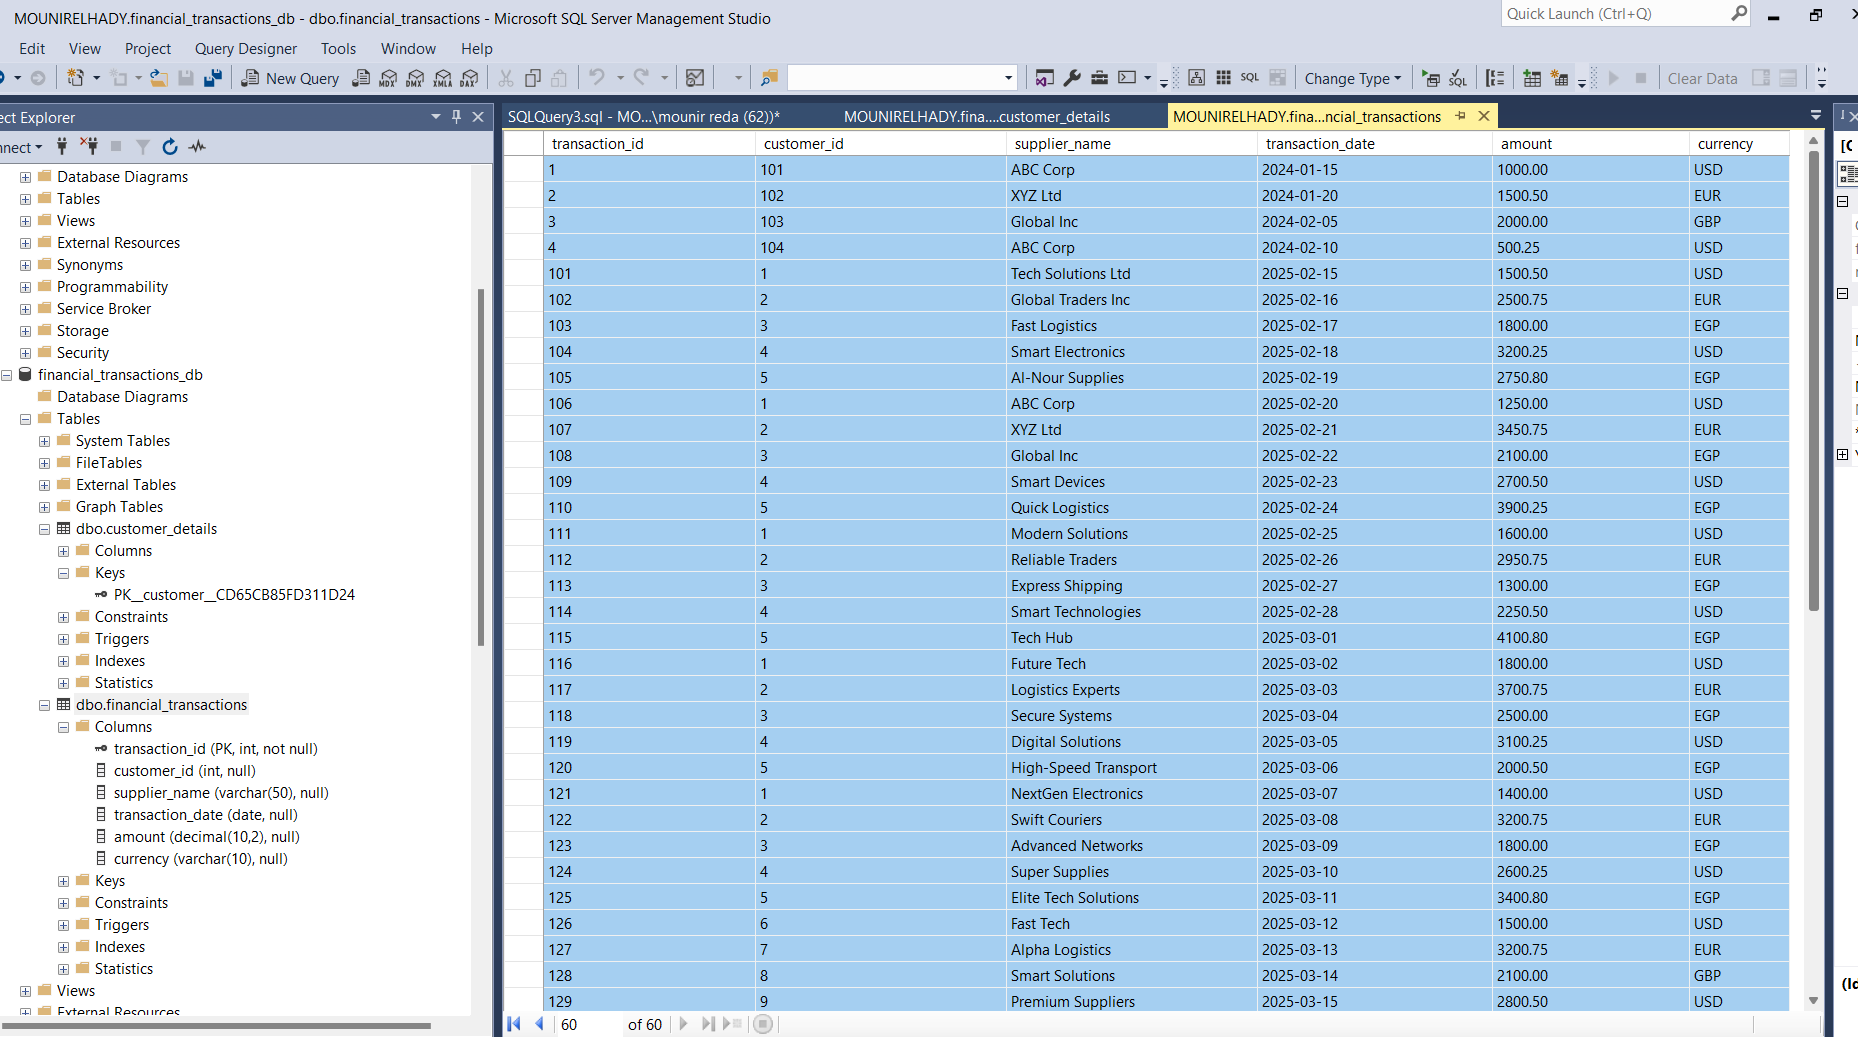 MOUNIRELHADY.financial_transactions_db - dbo.financial_transactions - Microsoft SQL Server Management Studio
Quick Launch (Ctrl+Q)
Edit View Project Query Designer Tools Window Help
New Query MDX DMX XMLA DAX SQL Change Type SQL Clear Data
ect Explorer
SQLQuery3.sql - MO...\mounir reda (62))* MOUNIRELHADY.fina....customer_details MOUNIRELHADY.fina...ncial_transactions
nnect
Database Diagrams
Tables
Views
External Resources
Synonyms
Programmability
Service Broker
Storage
Security
financial_transactions_db
Database Diagrams
Tables
System Tables
FileTables
External Tables
Graph Tables
dbo.customer_details
Columns
Keys
PK__customer__CD65CB85FD311D24
Constraints
Triggers
Indexes
Statistics
dbo.financial_transactions
Columns
transaction_id (PK, int, not null)
customer_id (int, null)
supplier_name (varchar(50), null)
transaction_date (date, null)
amount (decimal(10,2), null)
currency (varchar(10), null)
Keys
Constraints
Triggers
Indexes
Statistics
Views
External Resources
transaction_id customer_id supplier_name transaction_date amount currency
1 101 ABC Corp 2024-01-15 1000.00 USD
2 102 XYZ Ltd 2024-01-20 1500.50 EUR
3 103 Global Inc 2024-02-05 2000.00 GBP
4 104 ABC Corp 2024-02-10 500.25 USD
101 1 Tech Solutions Ltd 2025-02-15 1500.50 USD
102 2 Global Traders Inc 2025-02-16 2500.75 EUR
103 3 Fast Logistics 2025-02-17 1800.00 EGP
104 4 Smart Electronics 2025-02-18 3200.25 USD
105 5 Al-Nour Supplies 2025-02-19 2750.80 EGP
106 1 ABC Corp 2025-02-20 1250.00 USD
107 2 XYZ Ltd 2025-02-21 3450.75 EUR
108 3 Global Inc 2025-02-22 2100.00 EGP
109 4 Smart Devices 2025-02-23 2700.50 USD
110 5 Quick Logistics 2025-02-24 3900.25 EGP
111 1 Modern Solutions 2025-02-25 1600.00 USD
112 2 Reliable Traders 2025-02-26 2950.75 EUR
113 3 Express Shipping 2025-02-27 1300.00 EGP
114 4 Smart Technologies 2025-02-28 2250.50 USD
115 5 Tech Hub 2025-03-01 4100.80 EGP
116 1 Future Tech 2025-03-02 1800.00 USD
117 2 Logistics Experts 2025-03-03 3700.75 EUR
118 3 Secure Systems 2025-03-04 2500.00 EGP
119 4 Digital Solutions 2025-03-05 3100.25 USD
120 5 High-Speed Transport 2025-03-06 2000.50 EGP
121 1 NextGen Electronics 2025-03-07 1400.00 USD
122 2 Swift Couriers 2025-03-08 3200.75 EUR
123 3 Advanced Networks 2025-03-09 1800.00 EGP
124 4 Super Supplies 2025-03-10 2600.25 USD
125 5 Elite Tech Solutions 2025-03-11 3400.80 EGP
126 6 Fast Tech 2025-03-12 1500.00 USD
127 7 Alpha Logistics 2025-03-13 3200.75 EUR
128 8 Smart Solutions 2025-03-14 2100.00 GBP
129 9 Premium Suppliers 2025-03-15 2800.50 USD
60 of 60